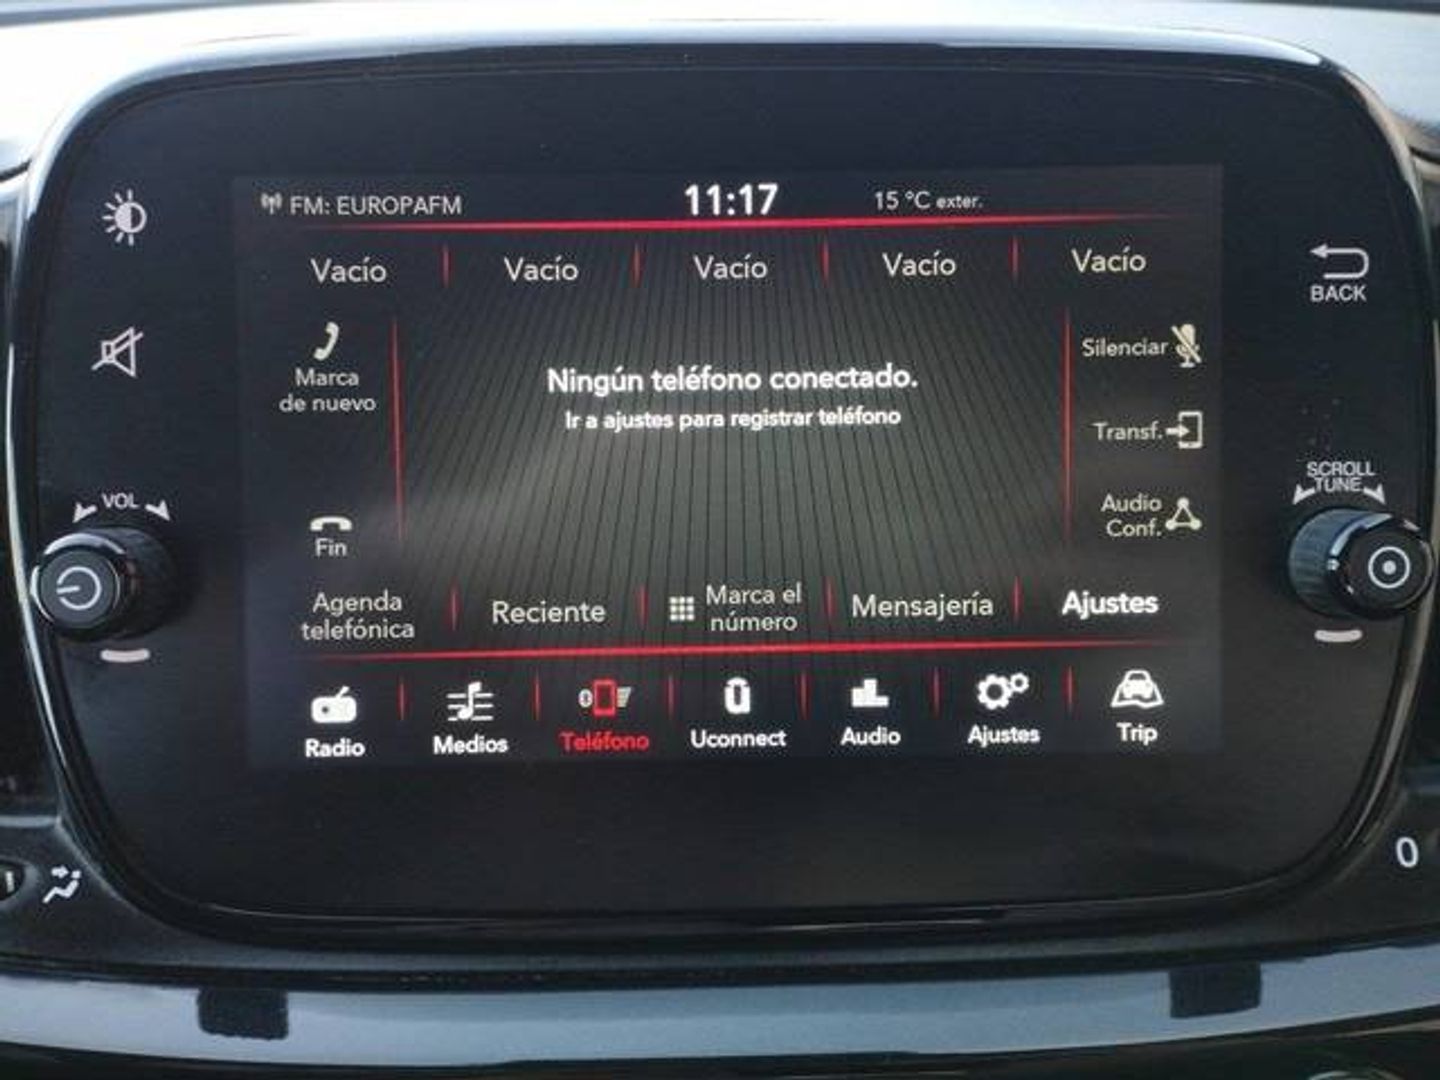 FM: EUROPAFM
11:17
15 °C exter.
Vacío
Vacío
Vacío
Vacío
Vacío
BACK
Marca
de nuevo
Ningún teléfono conectado.
Ir a ajustes para registrar teléfono
Silenciar
Transf.
Audio
Conf.
VOL
SCROLL
TUNE
Fin
Agenda
telefónica
Reciente
Marca el
número
Mensajería
Ajustes
Radio
Medios
Teléfono
Uconnect
Audio
Ajustes
Trip
0